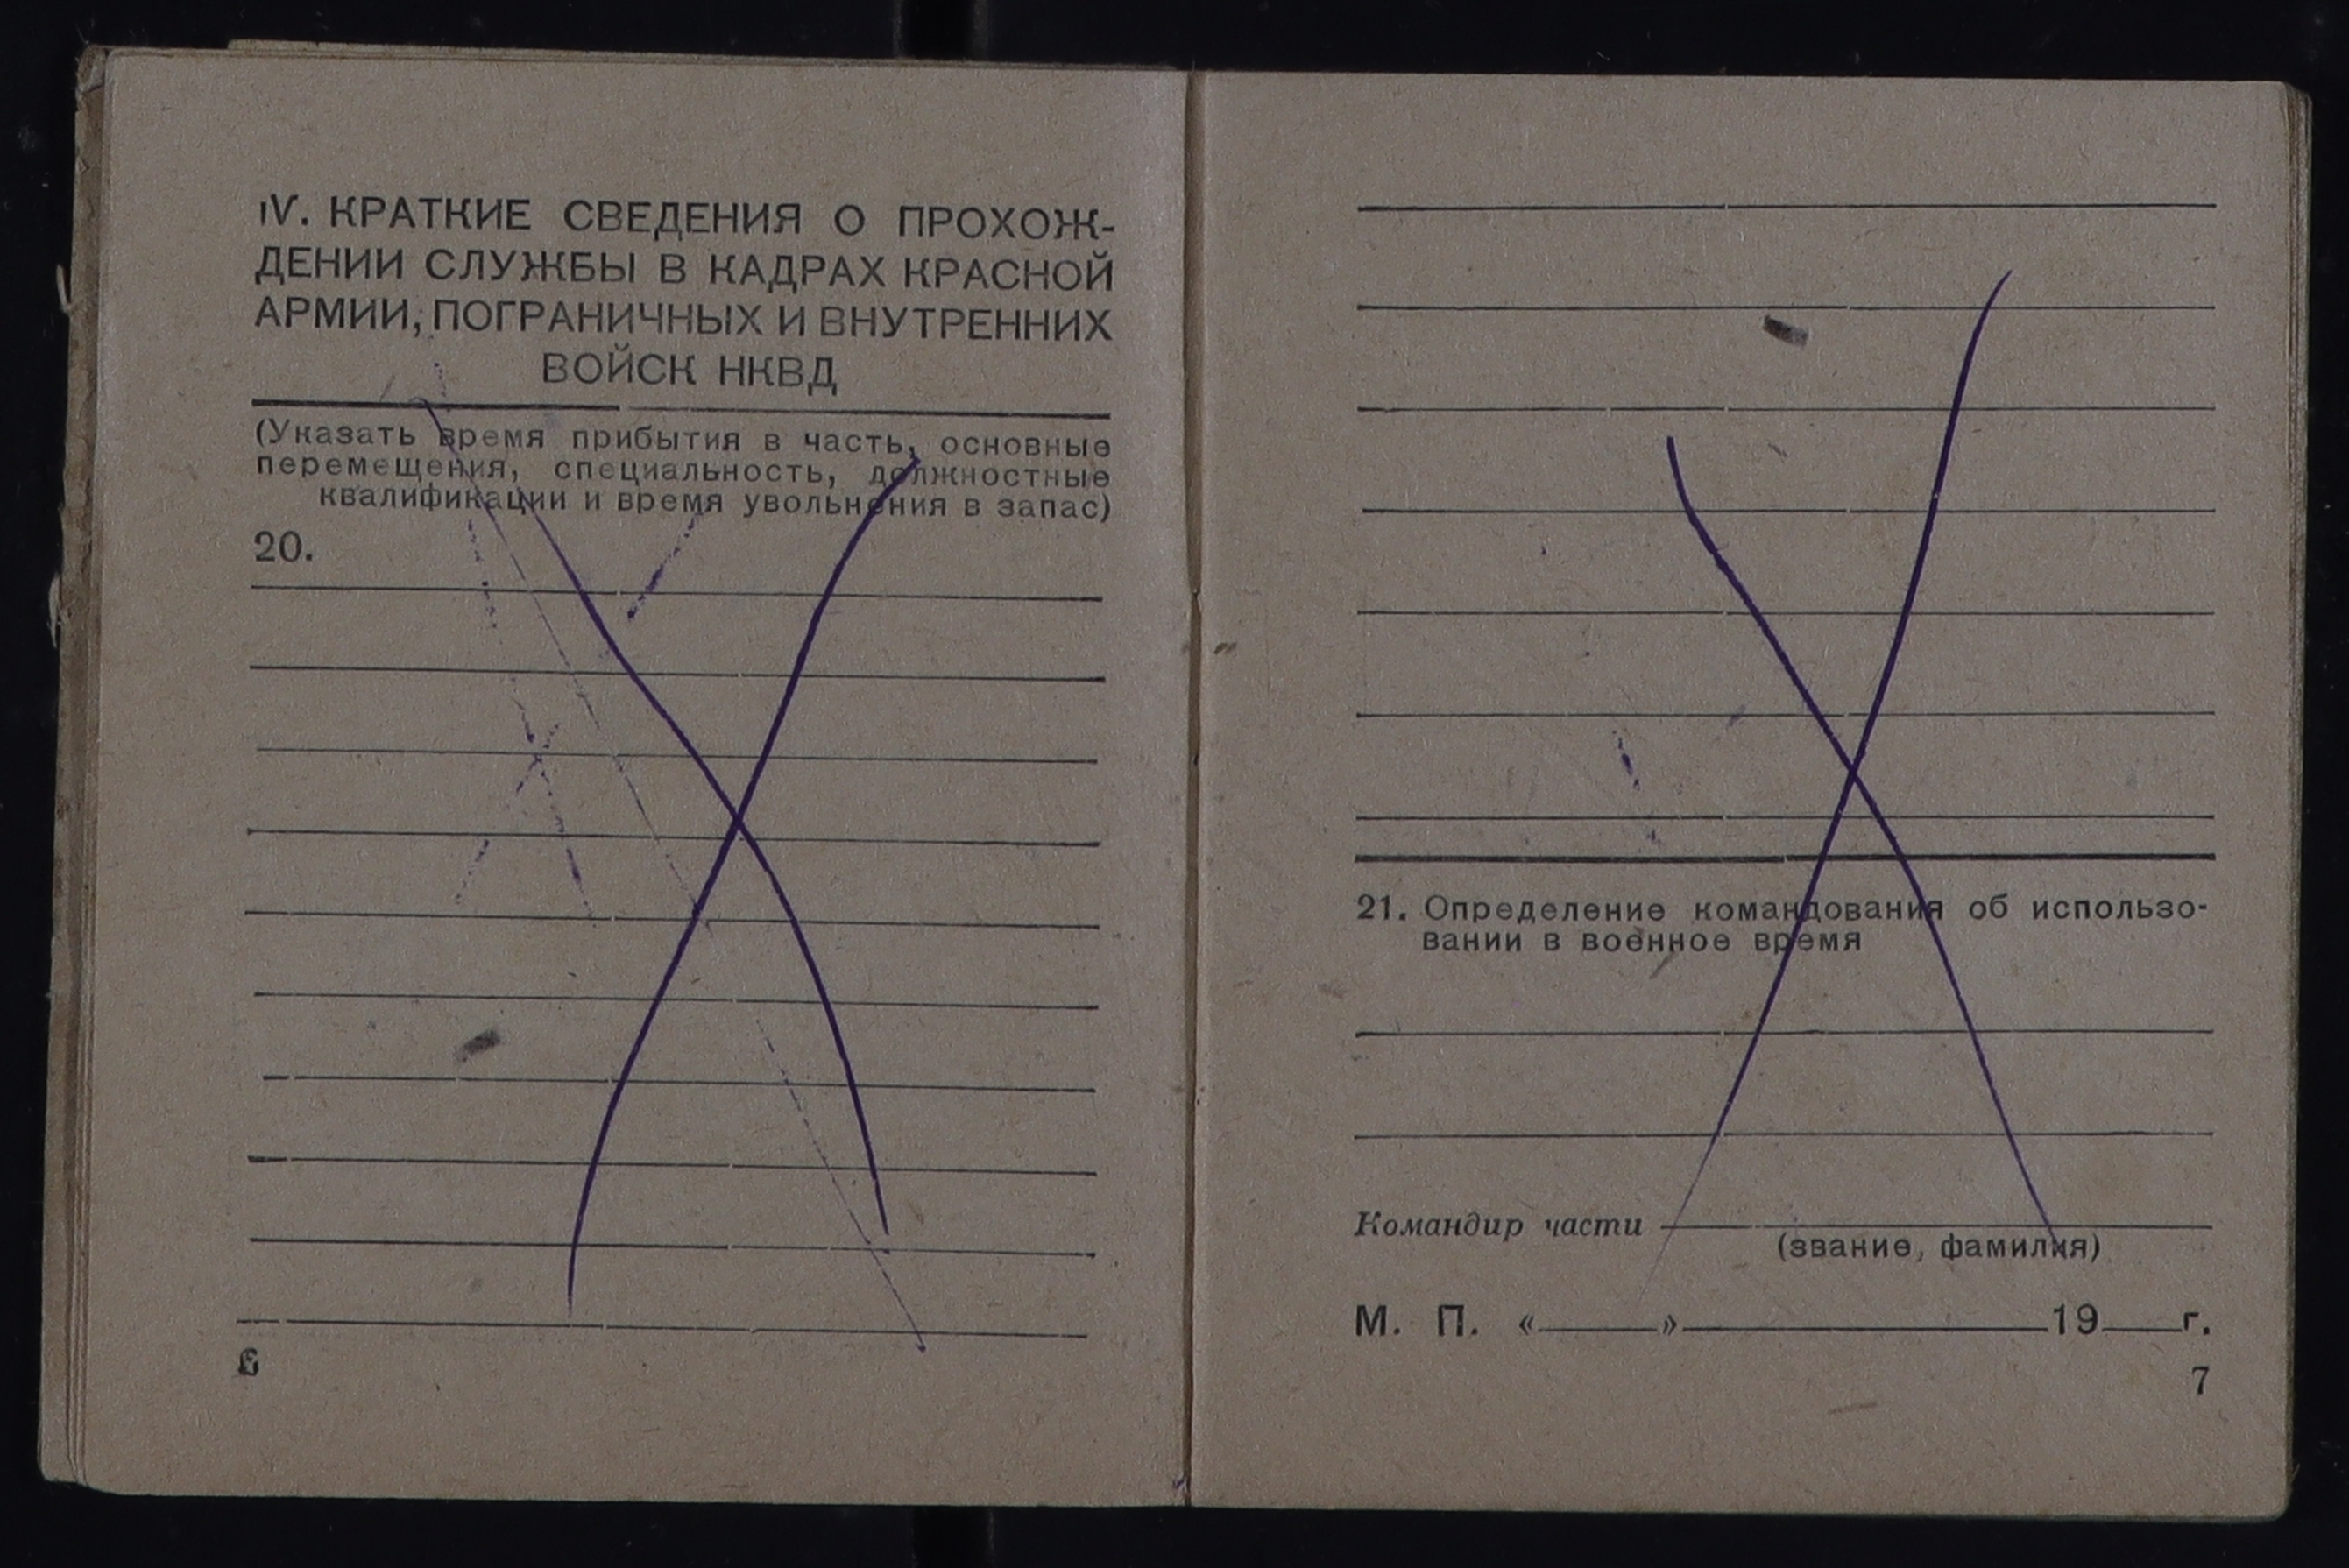 IV. КРАТКИЕ СВЕДЕНИЯ О ПРОХОЖ-
ДЕНИИ СЛУЖБЫ В КАДРАХ КРАСНОЙ
АРМИИ, ПОГРАНИЧНЫХ И ВНУТРЕННИХ
ВОЙСК НКВД
(Указать время прибытия в часть, основные
перемещения, специальность, должностные
квалификации и время увольнения в запас)
20.
6
21. Определение командования об использо-
вании в военное время
Командир части
(звание, фамилия)
М. П. «____»____________19___г.
7